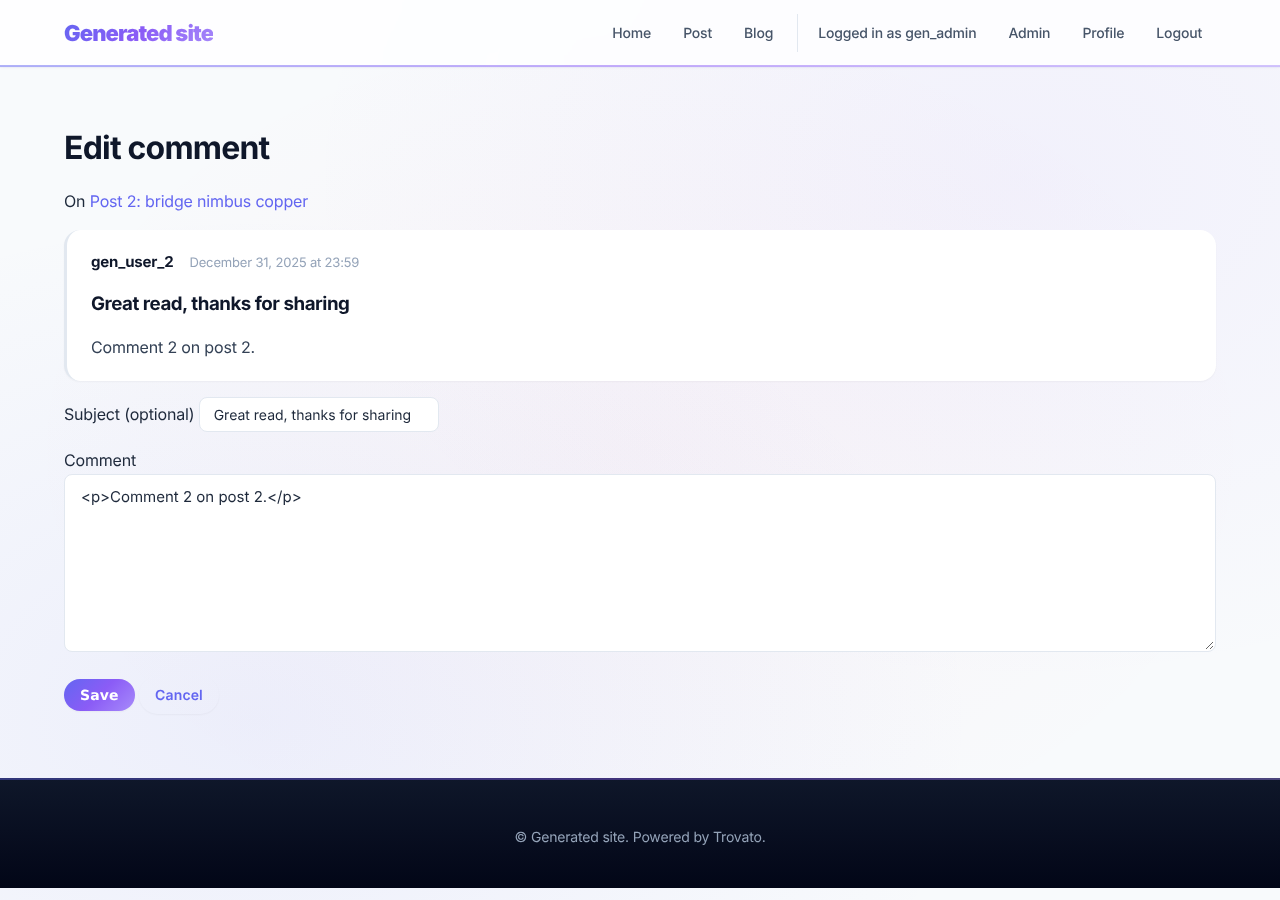 Generated site
Home Post Blog Logged in as gen_admin Admin Profile Logout
Edit comment
On Post 2: bridge nimbus copper
gen_user_2 December 31, 2025 at 23:59
Great read, thanks for sharing
Comment 2 on post 2.
Subject (optional) Great read, thanks for sharing
Comment
<p>Comment 2 on post 2.</p>
Save Cancel
© Generated site. Powered by Trovato.